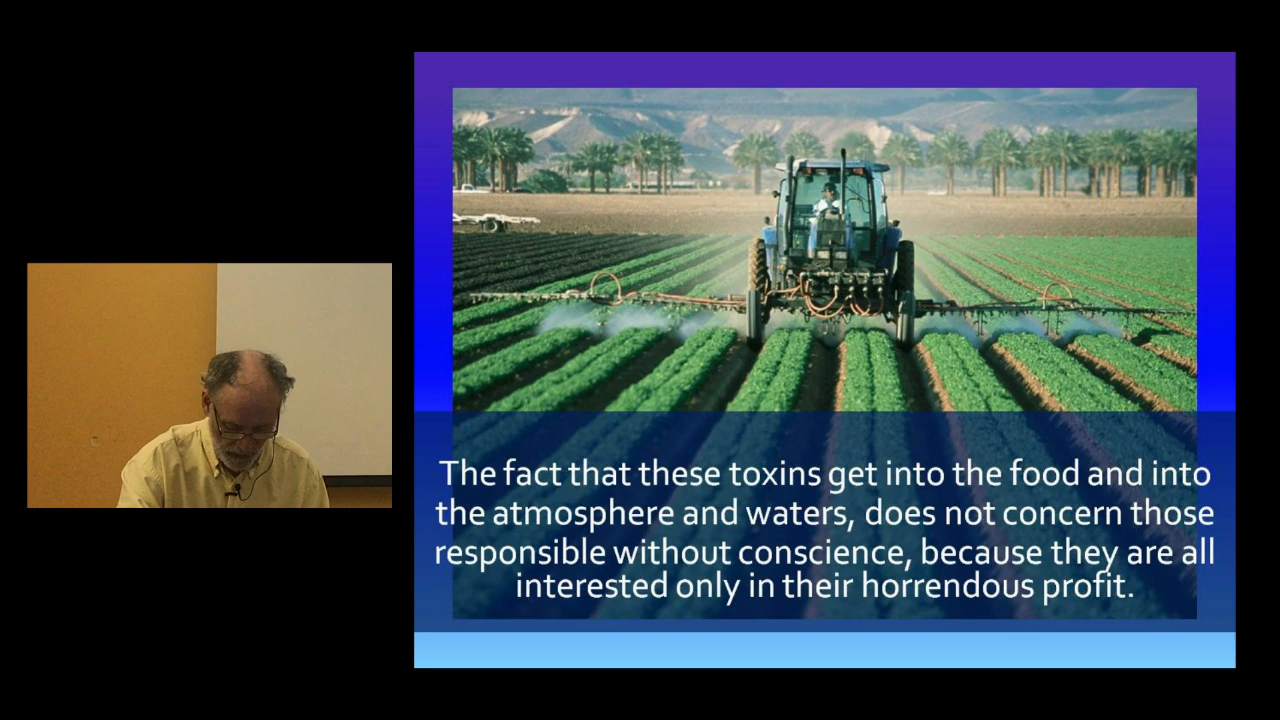 The fact that these toxins get into the food and into
the atmosphere and waters, does not concern those
responsible without conscience, because they are all
interested only in their horrendous profit.